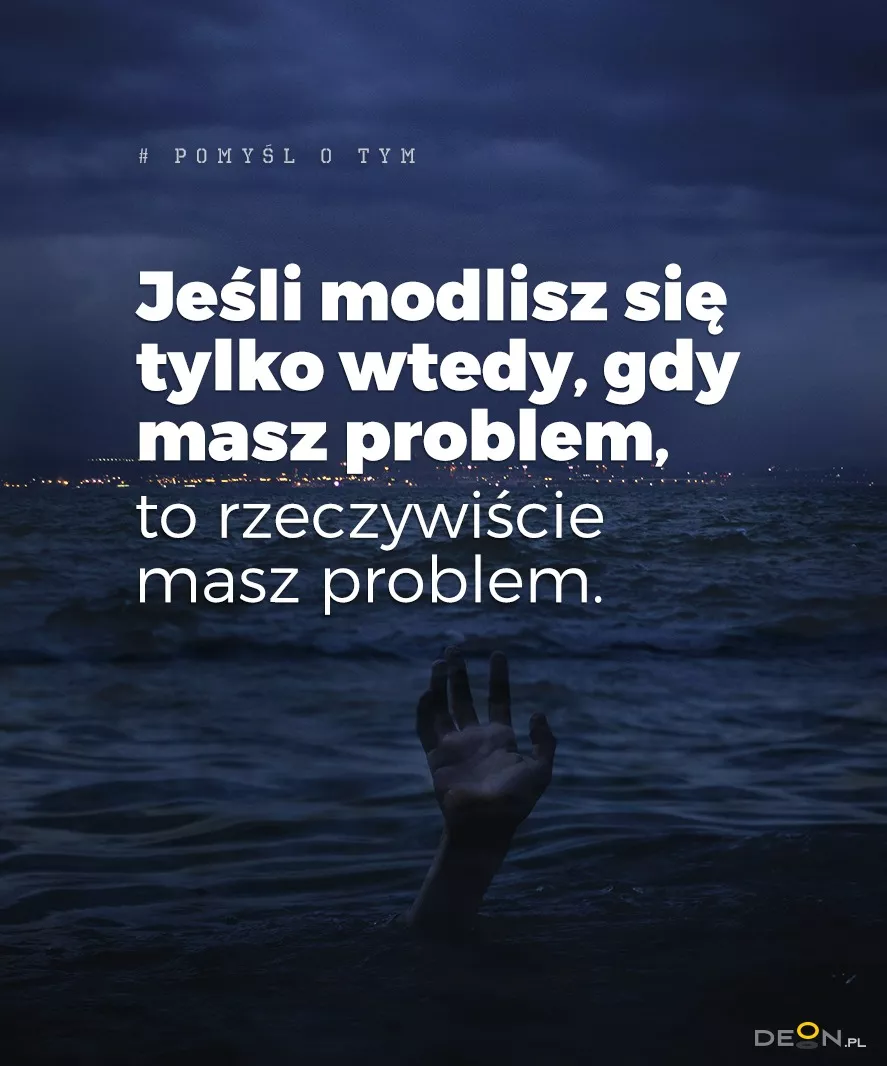 # POMYŚL O TYM
Jeśli modlisz się
tylko wtedy, gdy
masz problem,
to rzeczywiście
masz problem.
DEON.PL